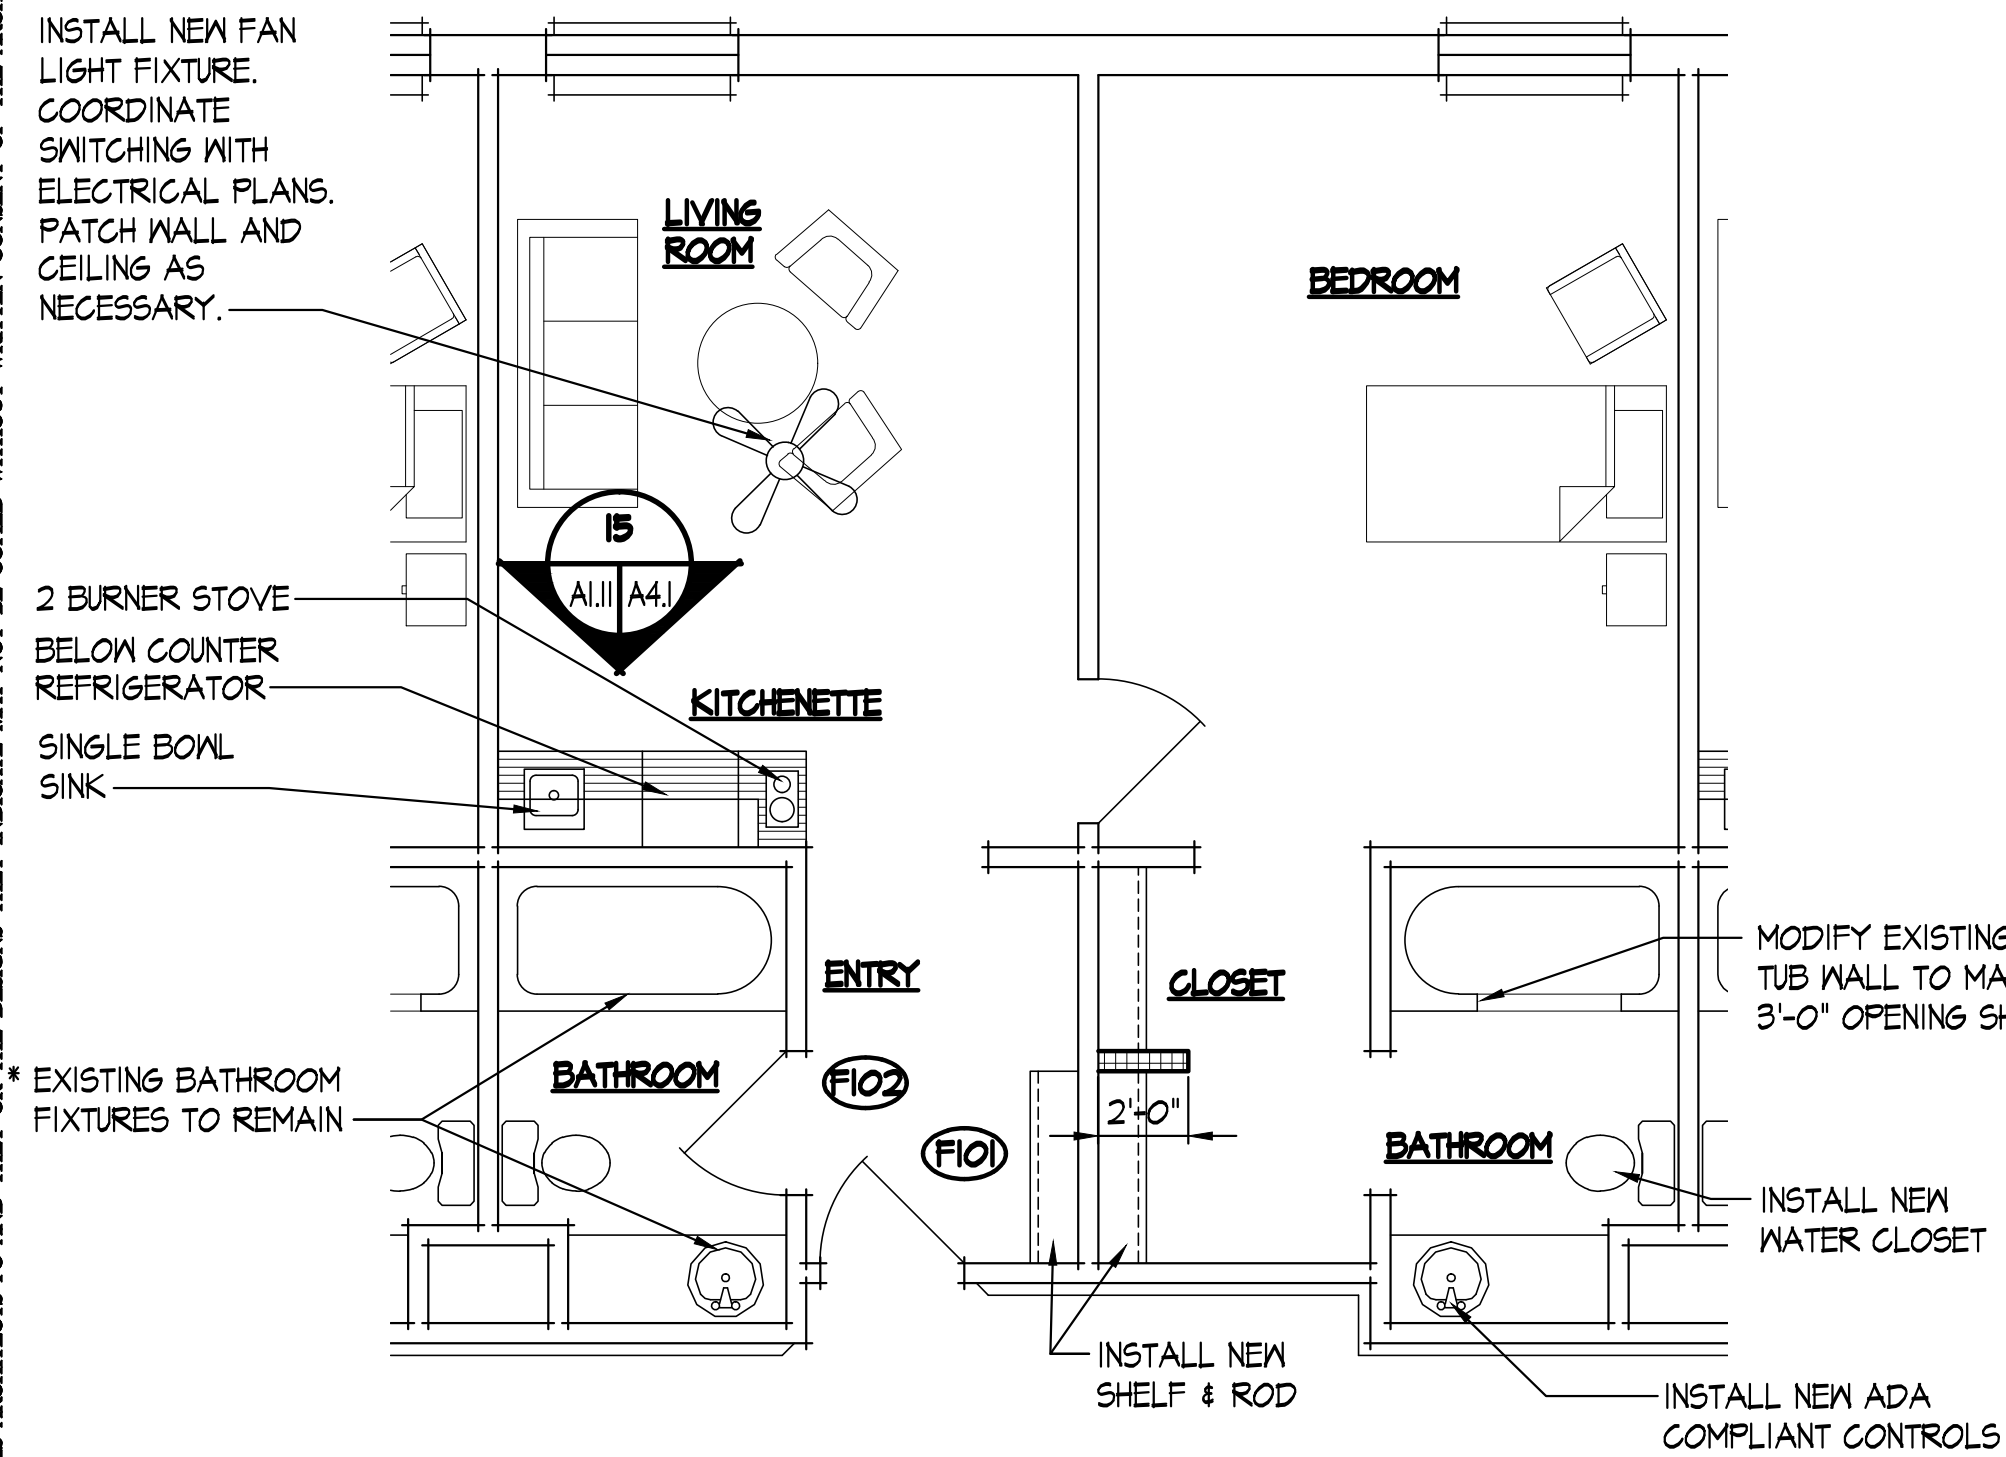 INSTALL NEW FAN
LIGHT FIXTURE.
COORDINATE
SWITCHING WITH
ELECTRICAL PLANS.
PATCH WALL AND
CEILING AS
NECESSARY.
LIVING
ROOM
BEDROOM
15
A1.11 A4.1
2 BURNER STOVE
BELOW COUNTER
REFRIGERATOR
KITCHENETTE
SINGLE BOWL
SINK
ENTRY
CLOSET
MODIFY EXISTING
TUB WALL TO
3'-0" OPENING
* EXISTING BATHROOM
FIXTURES TO REMAIN
BATHROOM
F102
F101
2'-0"
BATHROOM
INSTALL NEW
WATER CLOSET
INSTALL NEW
SHELF & ROD
INSTALL NEW ADA
COMPLIANT CONTROLS